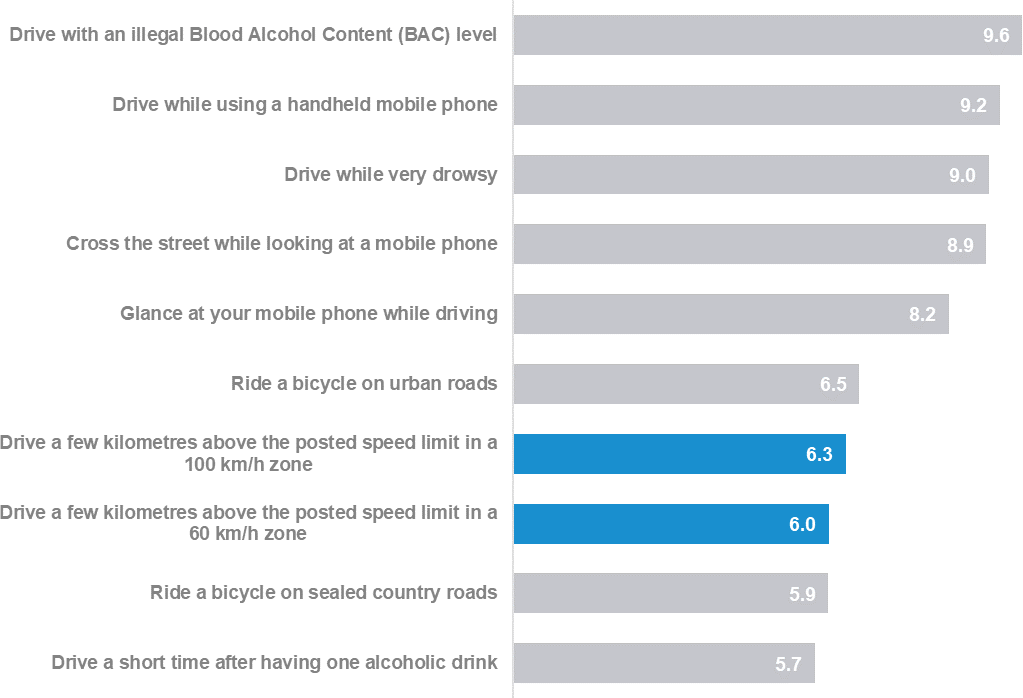 Drive with an illegal Blood Alcohol Content (BAC) level 9.6
Drive while using a handheld mobile phone 9.2
Drive while very drowsy 9.0
Cross the street while looking at a mobile phone 8.9
Glance at your mobile phone while driving 8.2
Ride a bicycle on urban roads 6.5
Drive a few kilometres above the posted speed limit in a
100 km/h zone 6.3
Drive a few kilometres above the posted speed limit in a
60 km/h zone 6.0
Ride a bicycle on sealed country roads 5.9
Drive a short time after having one alcoholic drink 5.7